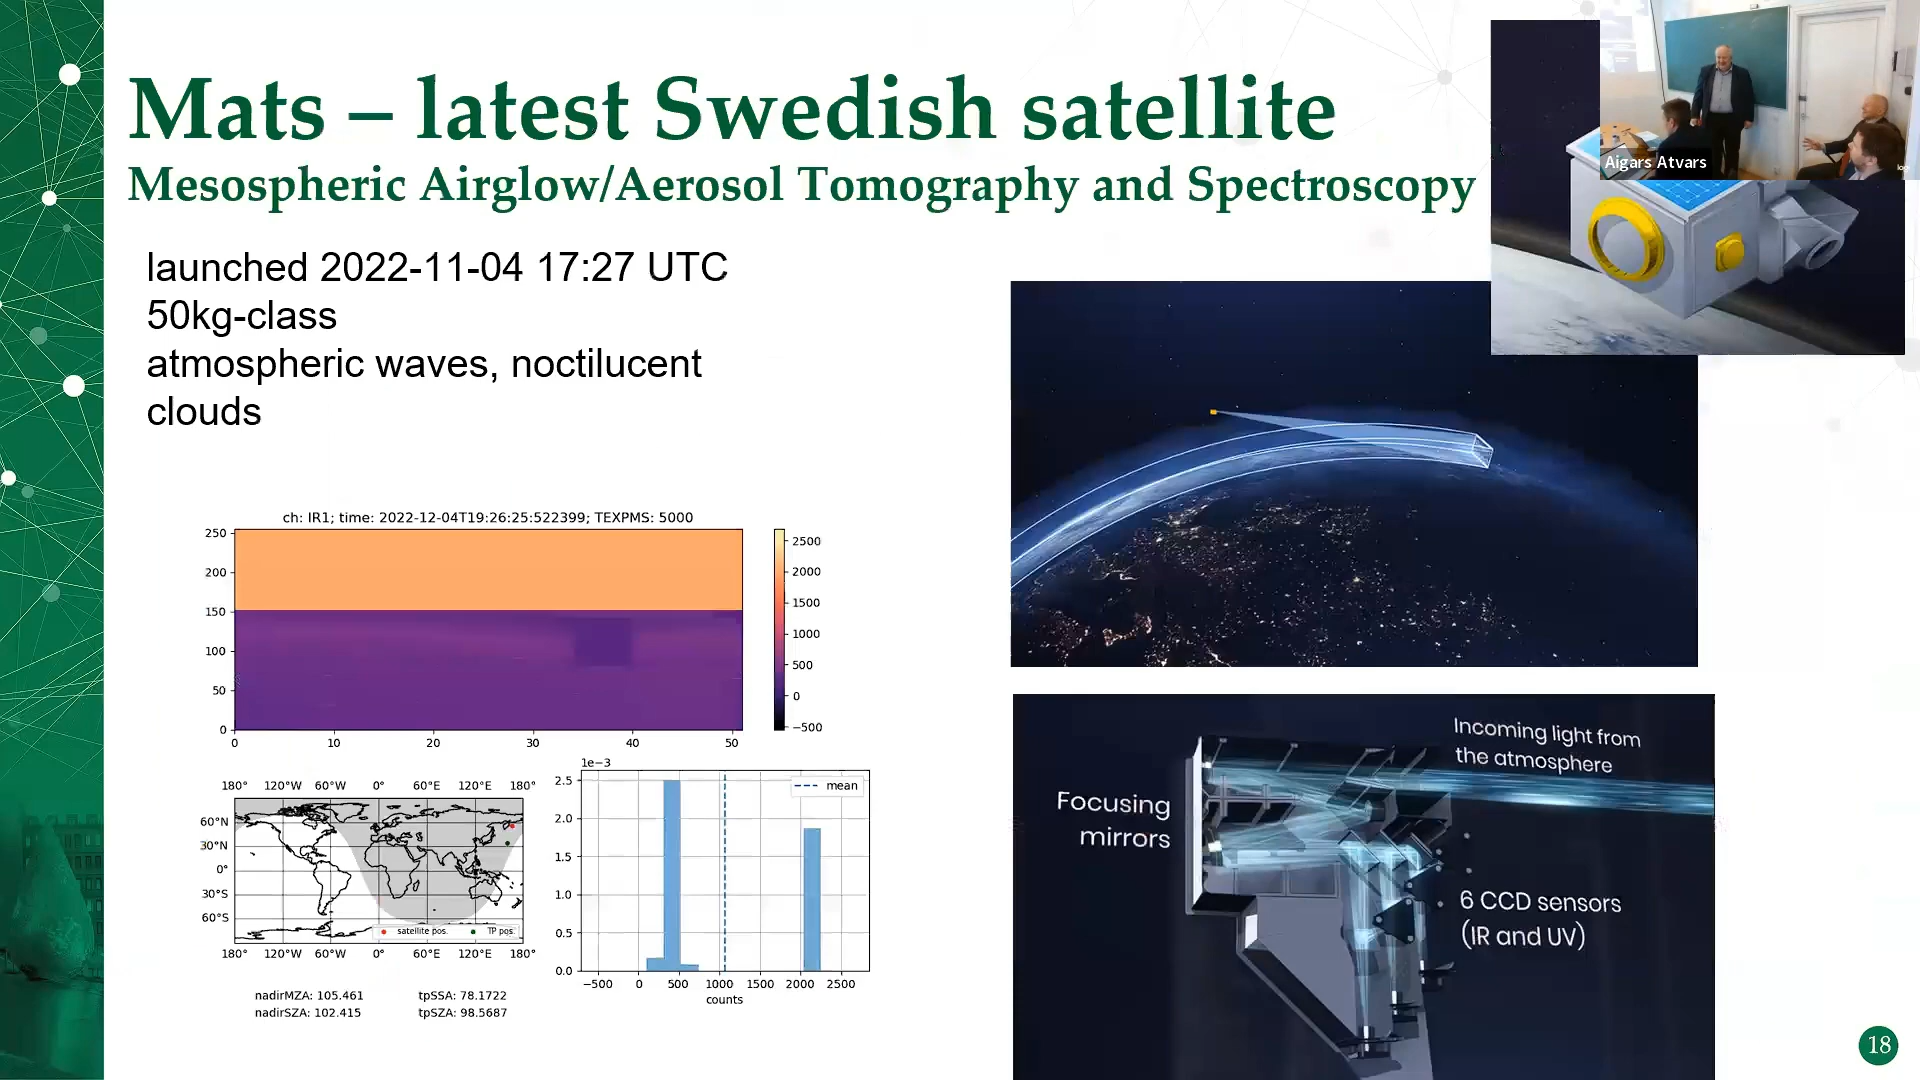 Mats – latest Swedish satellite
Mesospheric Airglow/Aerosol Tomography and Spectroscopy
Aigars Atvars
launched 2022-11-04 17:27 UTC
50kg-class
atmospheric waves, noctilucent
clouds
ch: IR1; time: 2022-12-04T19:26:25:522399; TEXPMS: 5000
250
200
150
100
50
0
0 10 20 30 40 50
2500
2000
1500
1000
500
0
−500
180° 120°W 60°W 0° 60°E 120°E 180°
60°N
30°N
0°
30°S
60°S
satellite pos. TP pos.
180° 120°W 60°W 0° 60°E 120°E 180°
nadirMZA: 105.461 tpSSA: 78.1722
nadirSZA: 102.415 tpSZA: 98.5687
1e−3
mean
2.5
2.0
1.5
1.0
0.5
0.0
−500 0 500 1000 1500 2000 2500
counts
Incoming light from
the atmosphere
Focusing
mirrors
6 CCD sensors
(IR and UV)
18